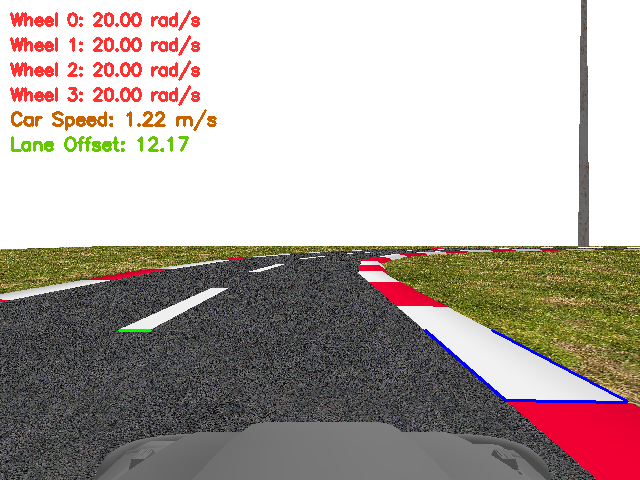 Wheel 0: 20.00 rad/s
Wheel 1: 20.00 rad/s
Wheel 2: 20.00 rad/s
Wheel 3: 20.00 rad/s
Car Speed: 1.22 m/s
Lane Offset: 12.17